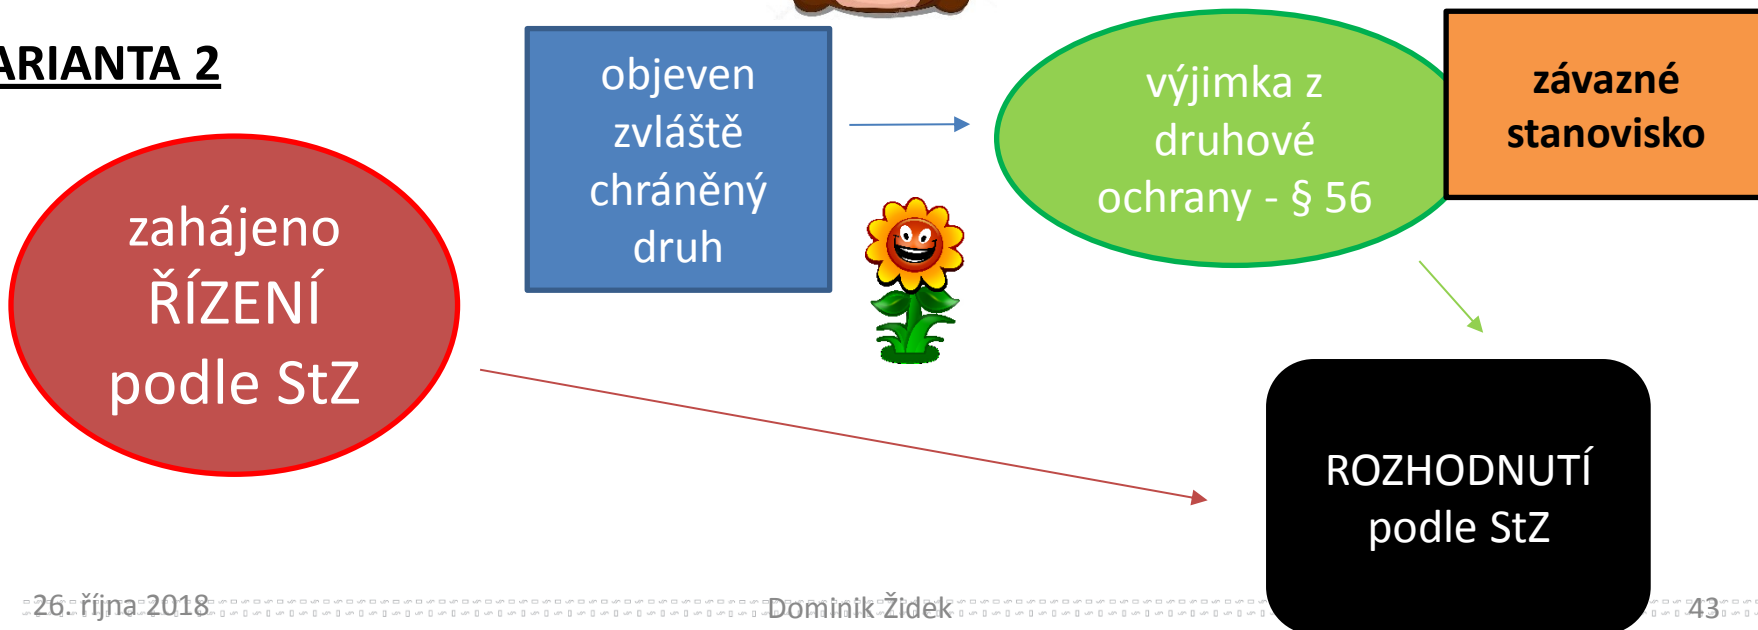 ARIANTA 2
objeven
zvláště
chráněný
druh
výjimka z
druhové
ochrany - § 56
závazné
stanovisko
zahájeno
ŘÍZENÍ
podle StZ
ROZHODNUTÍ
podle StZ
26. října 2018
Dominik Židek
43